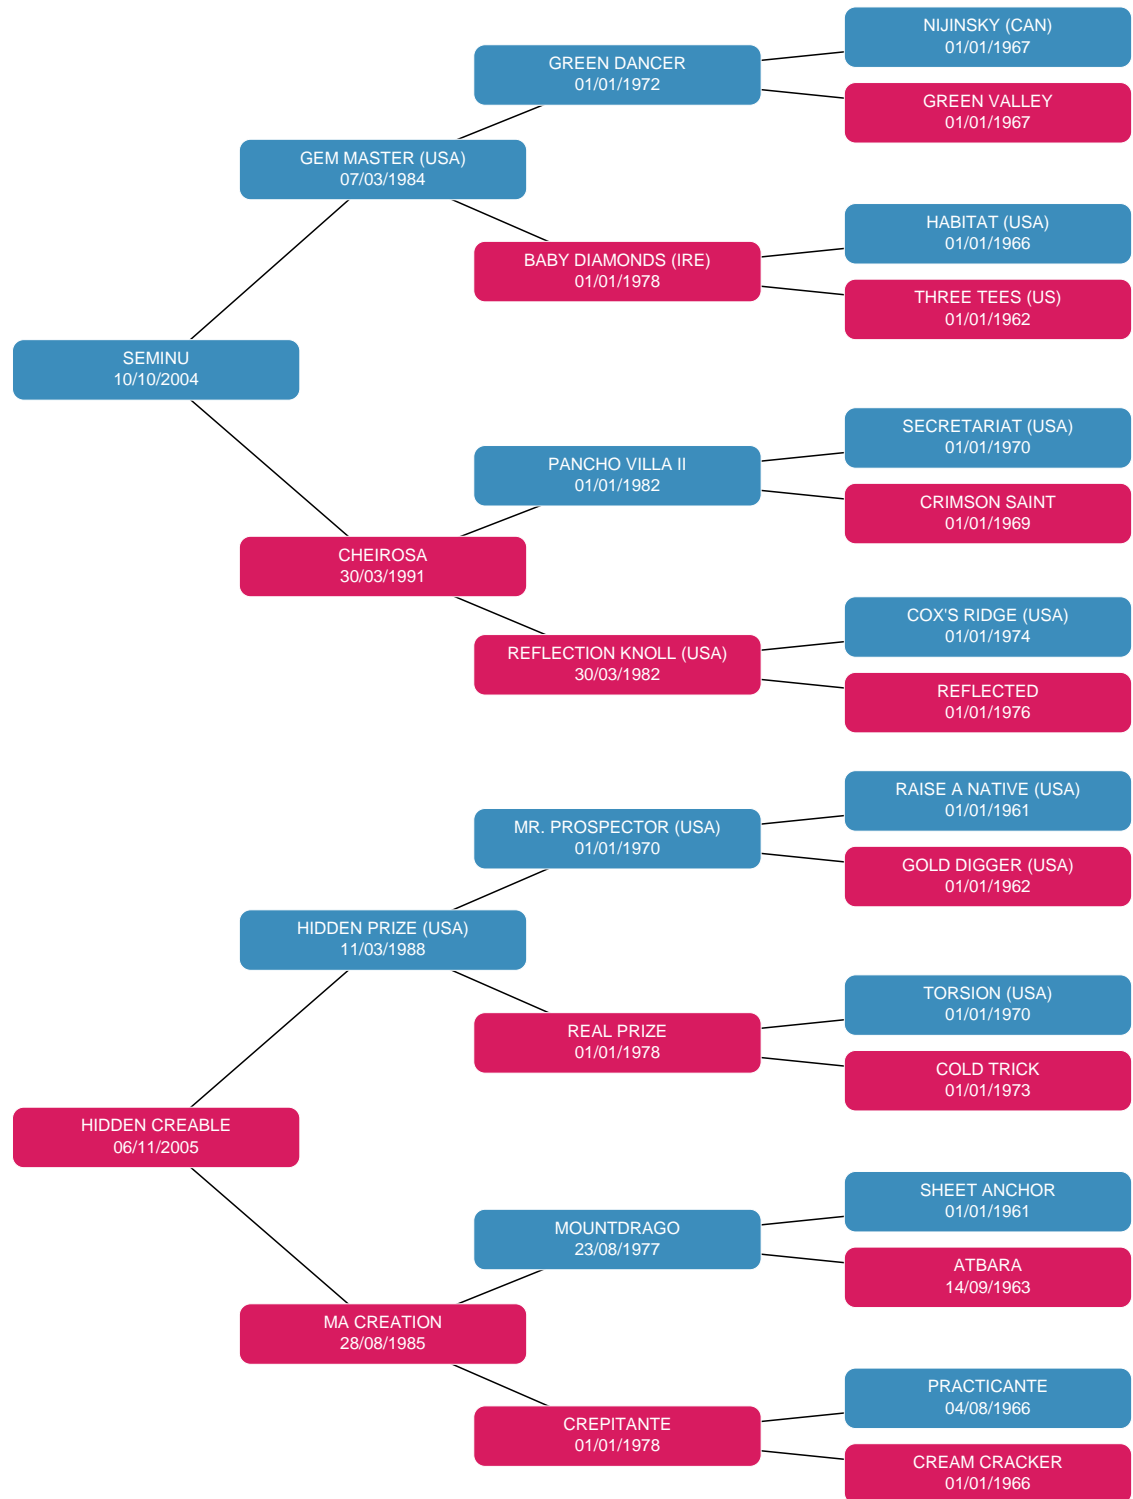 NIJINSKY (CAN)
01/01/1967
GREEN DANCER
01/01/1972
GREEN VALLEY
01/01/1967
GEM MASTER (USA)
07/03/1984
HABITAT (USA)
01/01/1966
BABY DIAMONDS (IRE)
01/01/1978
THREE TEES (US)
01/01/1962
SEMINU
10/10/2004
SECRETARIAT (USA)
01/01/1970
PANCHO VILLA II
01/01/1982
CRIMSON SAINT
01/01/1969
CHEIROSA
30/03/1991
COX'S RIDGE (USA)
01/01/1974
REFLECTION KNOLL (USA)
30/03/1982
REFLECTED
01/01/1976
RAISE A NATIVE (USA)
01/01/1961
MR. PROSPECTOR (USA)
01/01/1970
GOLD DIGGER (USA)
01/01/1962
HIDDEN PRIZE (USA)
11/03/1988
TORSION (USA)
01/01/1970
REAL PRIZE
01/01/1978
COLD TRICK
01/01/1973
HIDDEN CREABLE
06/11/2005
SHEET ANCHOR
01/01/1961
MOUNTDRAGO
23/08/1977
ATBARA
14/09/1963
MA CREATION
28/08/1985
PRACTICANTE
04/08/1966
CREPITANTE
01/01/1978
CREAM CRACKER
01/01/1966